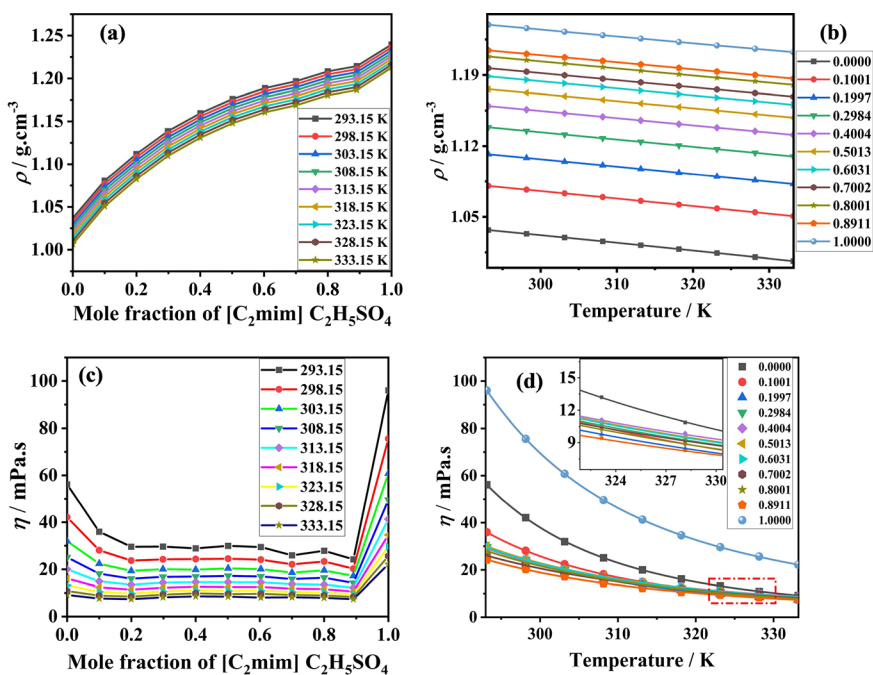 (a)
ρ / g.cm⁻³
1.25
1.20
1.15
1.10
1.05
1.00
293.15 K
298.15 K
303.15 K
308.15 K
313.15 K
318.15 K
323.15 K
328.15 K
333.15 K
0.0 0.2 0.4 0.6 0.8 1.0
Mole fraction of [C₂mim] C₂H₅SO₄
(b)
ρ / g.cm⁻³
1.19
1.12
1.05
0.0000
0.1001
0.1997
0.2984
0.4004
0.5013
0.6031
0.7002
0.8001
0.8911
1.0000
300 310 320 330
Temperature / K
(c)
η / mPa.s
100
80
60
40
20
0
293.15
298.15
303.15
308.15
313.15
318.15
323.15
328.15
333.15
0.0 0.2 0.4 0.6 0.8 1.0
Mole fraction of [C₂mim] C₂H₅SO₄
(d)
η / mPa.s
100
80
60
40
20
0
15
12
9
324 327 330
0.0000
0.1001
0.1997
0.2984
0.4004
0.5013
0.6031
0.7002
0.8001
0.8911
1.0000
300 310 320 330
Temperature / K